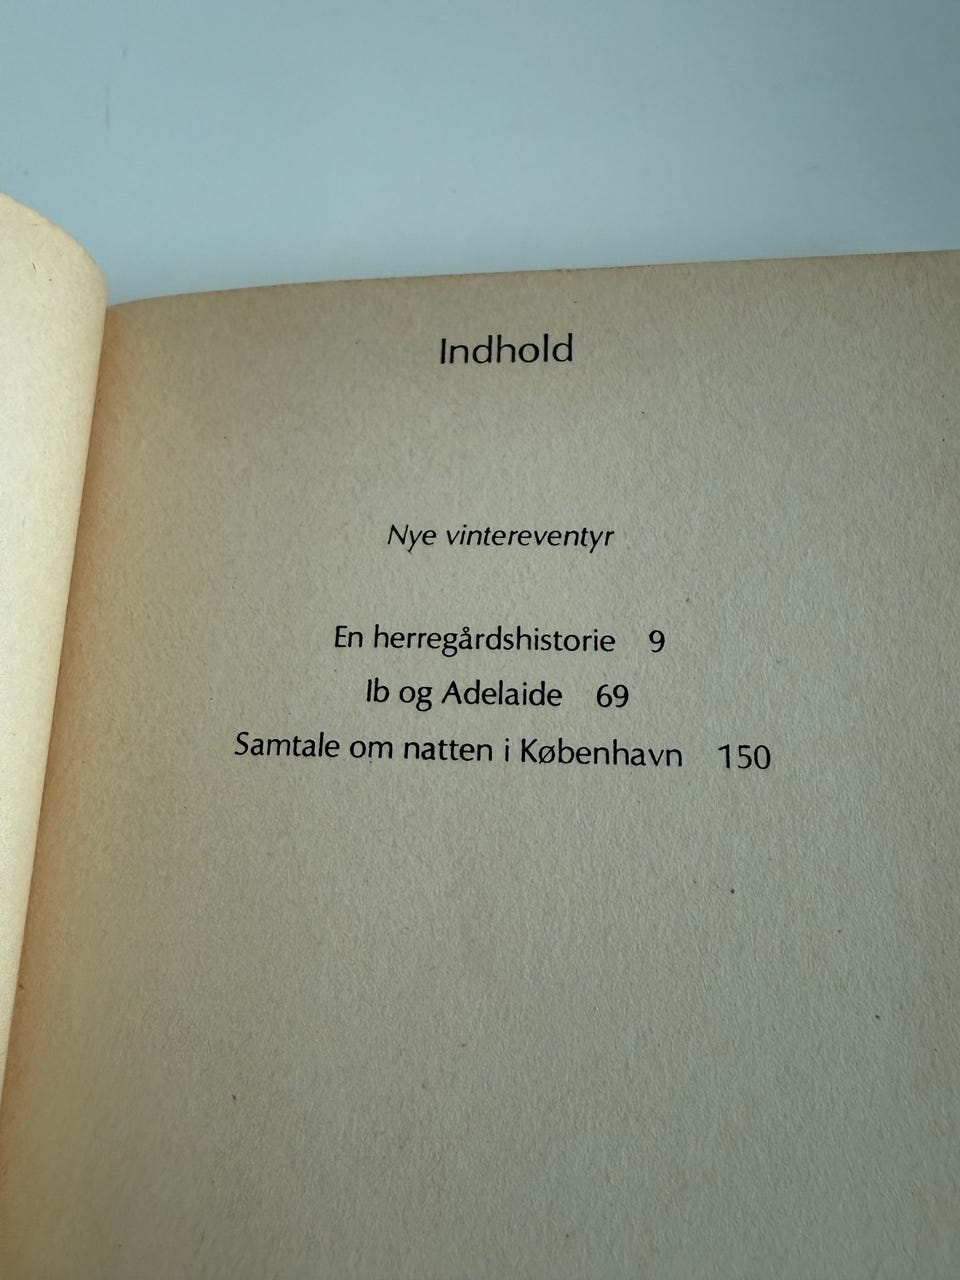 Indhold
Nye vintereventyr
En herregårdshistorie 9
Ib og Adelaide 69
Samtale om natten i København 150